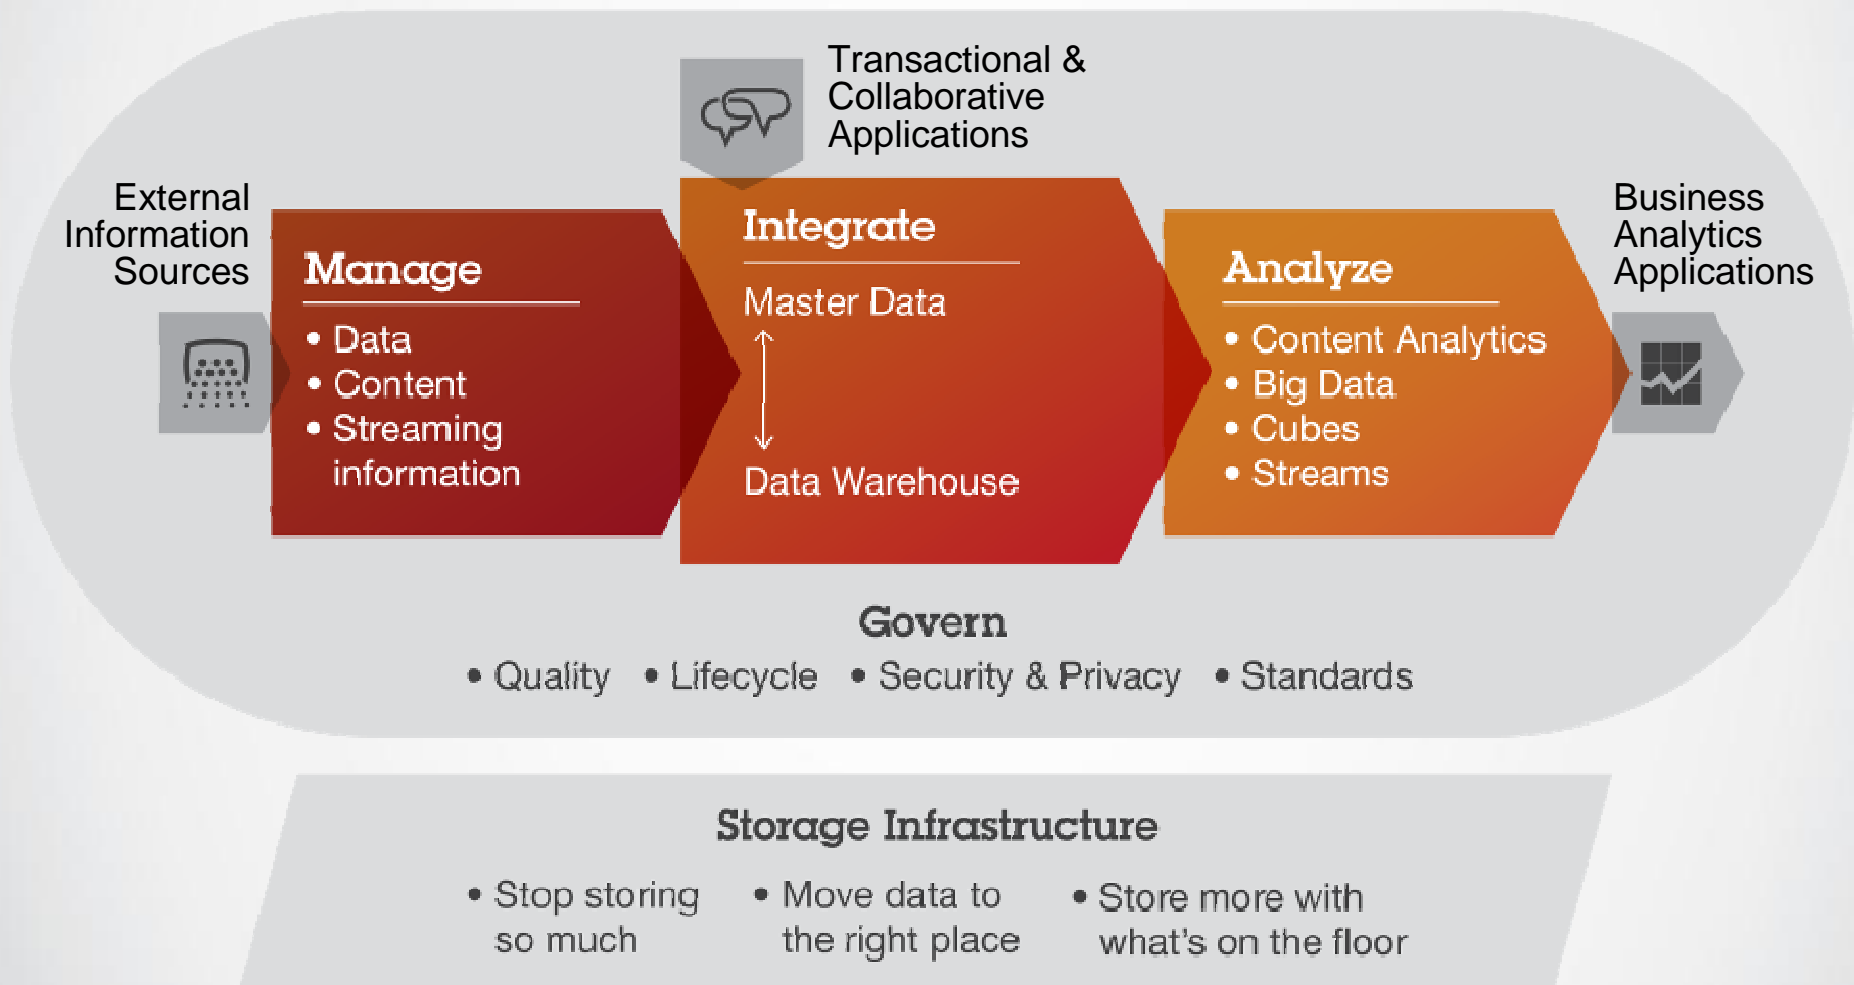 Transactional &
Collaborative
Applications
External
Information
Sources
Business
Analytics
Applications
Manage
• Data
• Content
• Streaming
information
Integrate
Master Data
Data Warehouse
Analyze
• Content Analytics
• Big Data
• Cubes
• Streams
Govern
• Quality • Lifecycle • Security & Privacy • Standards
Storage Infrastructure
• Stop storing
so much
• Move data to
the right place
• Store more with
what's on the floor